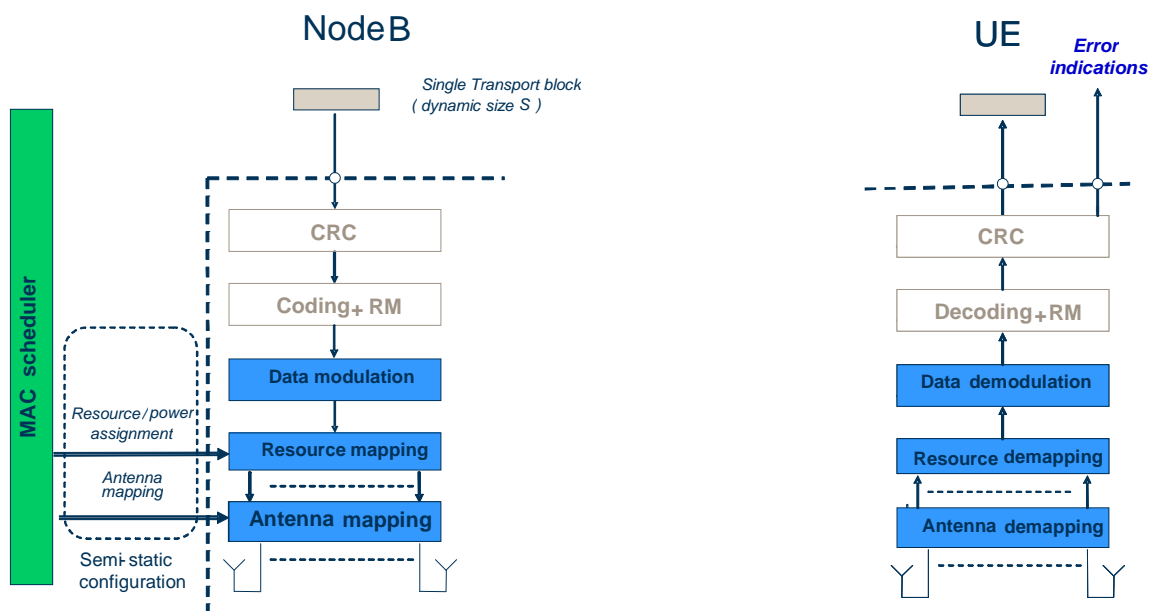 NodeB
UE
Error
indications
Single Transport block
( dynamic size S )
MAC scheduler
CRC
Coding+ RM
Data modulation
Resource/power
assignment
Resource mapping
Antenna
mapping
Antenna mapping
Semi-static
configuration
CRC
Decoding+RM
Data demodulation
Resource demapping
Antenna demapping